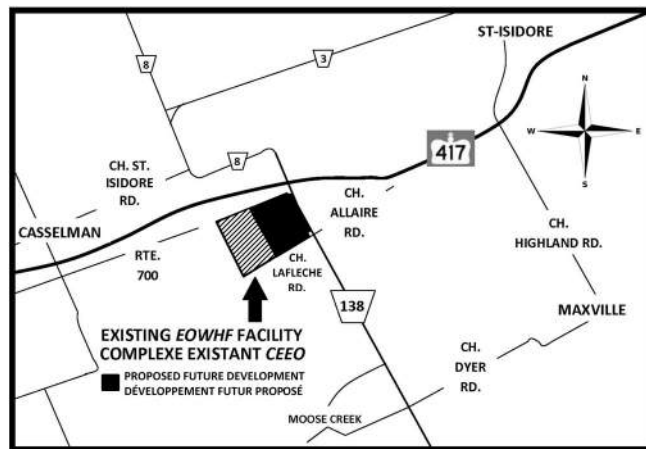 ST-ISIDORE
8
3
N
W
E
S
417
CH. ST.
ISIDORE
RD.
8
CH.
ALLAIRE
RD.
CASSELMAN
RTE.
700
CH.
LAFLECHE
RD.
CH.
HIGHLAND RD.
138
MAXVILLE
EXISTING EOWHF FACILITY
COMPLEXE EXISTANT CEEO
PROPOSED FUTURE DEVELOPMENT
DÉVELOPPEMENT FUTUR PROPOSÉ
CH.
DYER
RD.
MOOSE CREEK